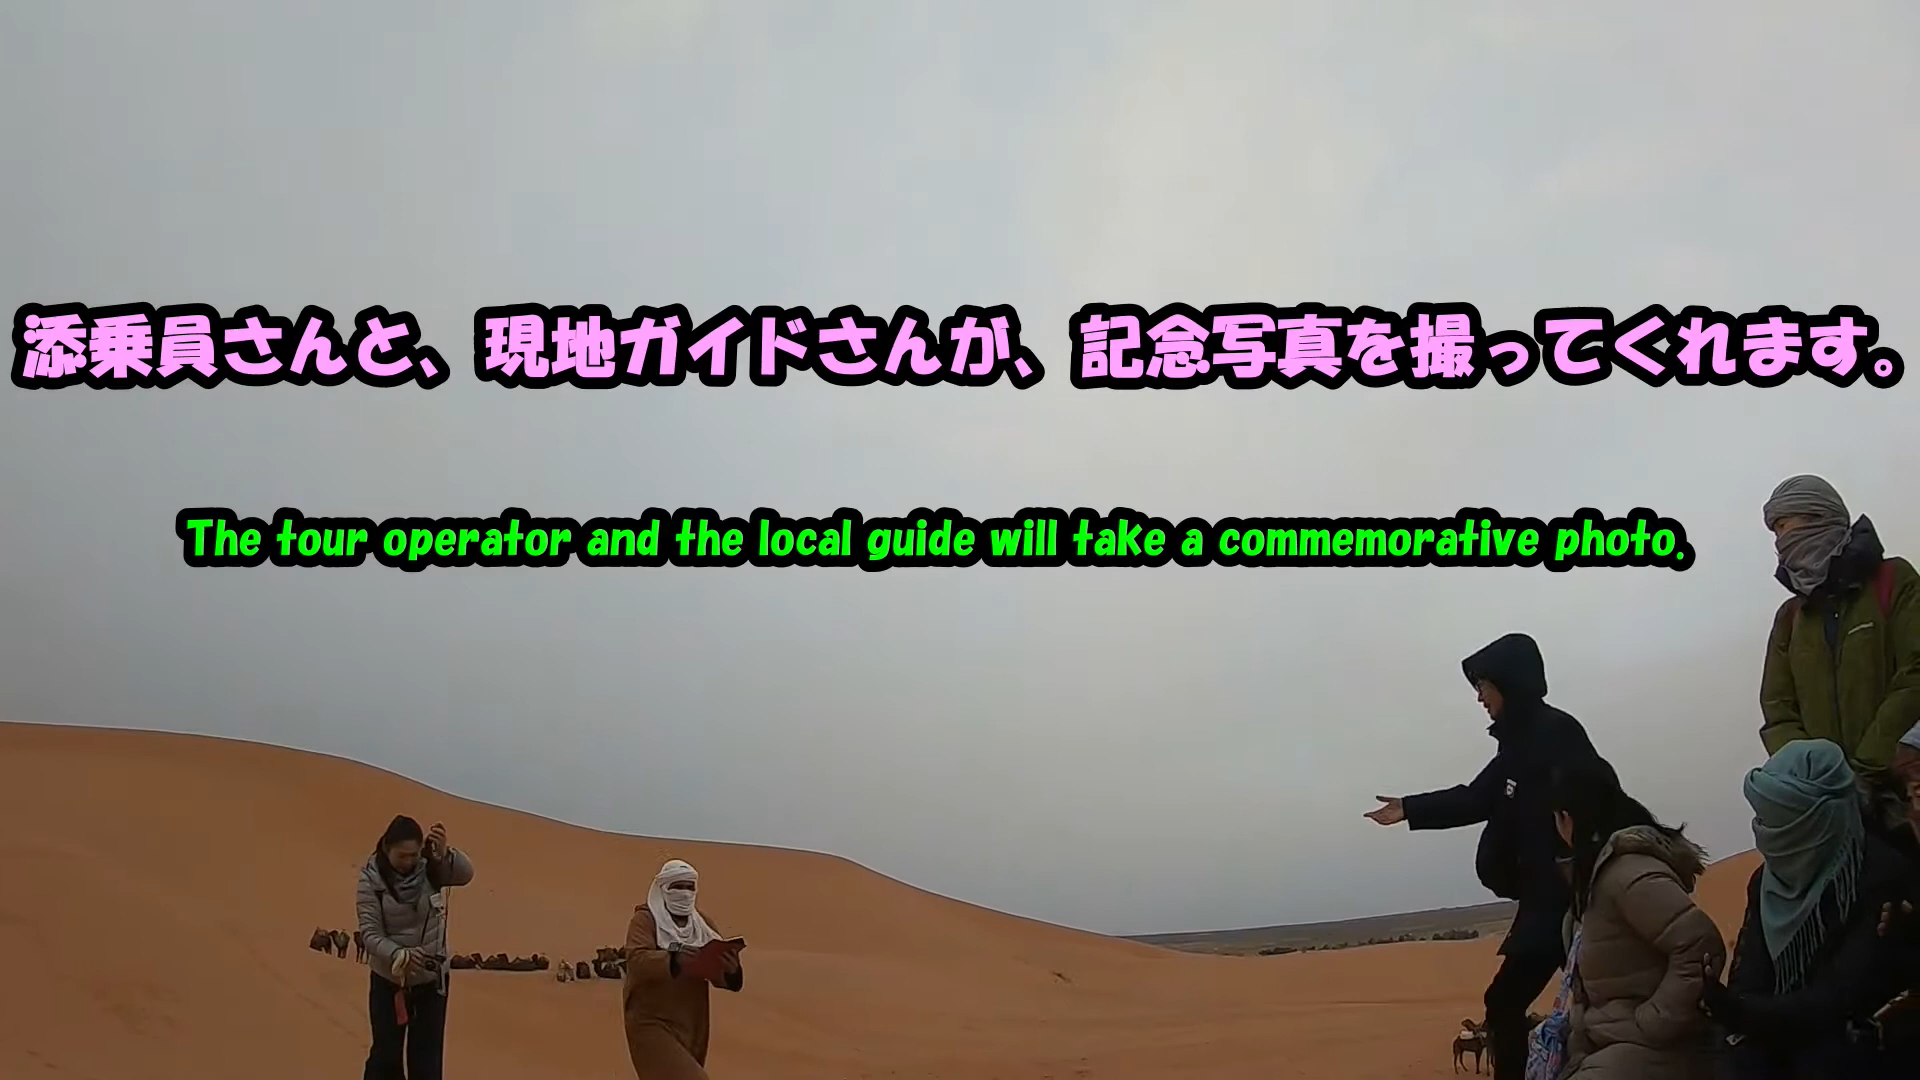 添乗員さんと、現地ガイドさんが、記念写真を撮ってくれます。
The tour operator and the local guide will take a commemorative photo.